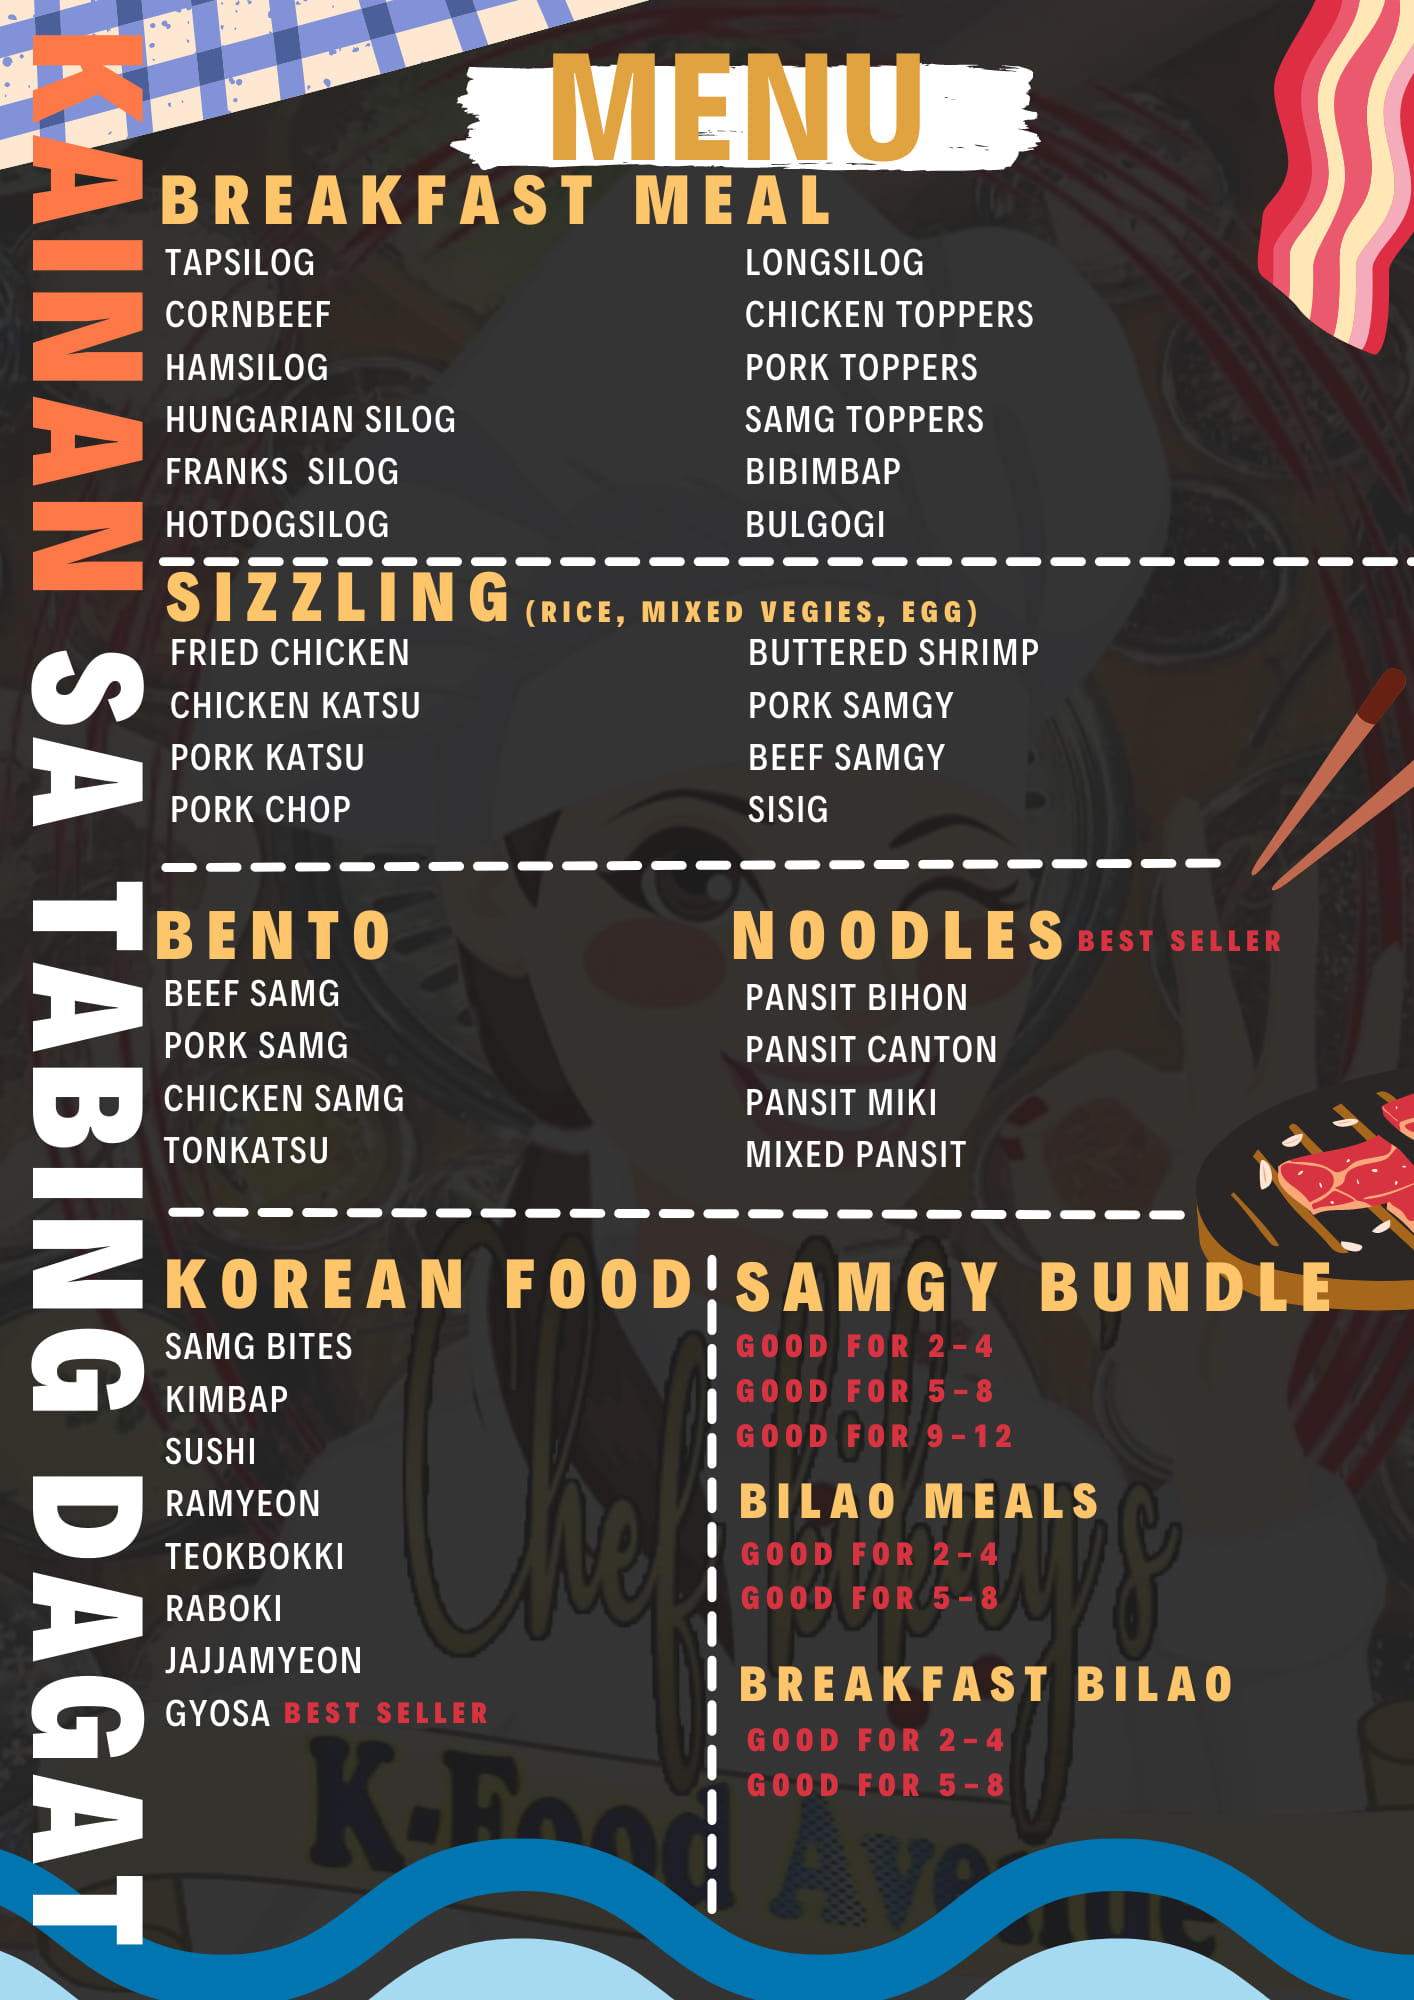 KAINAN SA TABING DAGAT
MENU
BREAKFAST MEAL
TAPSILOG
CORNBEEF
HAMSILOG
HUNGARIAN SILOG
FRANKS SILOG
HOTDOGSILOG
LONGSILOG
CHICKEN TOPPERS
PORK TOPPERS
SAMG TOPPERS
BIBIMBAP
BULGOGI
SIZZLING (RICE, MIXED VEGIES, EGG)
FRIED CHICKEN
CHICKEN KATSU
PORK KATSU
PORK CHOP
BUTTERED SHRIMP
PORK SAMGY
BEEF SAMGY
SISIG
BENTO
BEEF SAMG
PORK SAMG
CHICKEN SAMG
TONKATSU
NOODLES BEST SELLER
PANSIT BIHON
PANSIT CANTON
PANSIT MIKI
MIXED PANSIT
KOREAN FOOD
SAMG BITES
KIMBAP
SUSHI
RAMYEON
TEOKBOKKI
RABOKI
JAJJAMYEON
GYOSA BEST SELLER
SAMGY BUNDLE
GOOD FOR 2-4
GOOD FOR 5-8
GOOD FOR 9-12
BILAO MEALS
GOOD FOR 2-4
GOOD FOR 5-8
BREAKFAST BILAO
GOOD FOR 2-4
GOOD FOR 5-8
Chef
K-Food Avenue